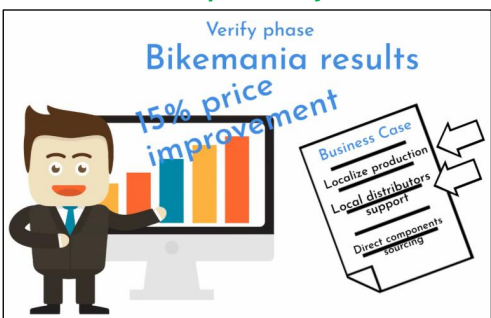 Verify phase
Bikemania results
15% price
improvement
Business Case
Localize production
Local distributors
support
Direct components
sourcing